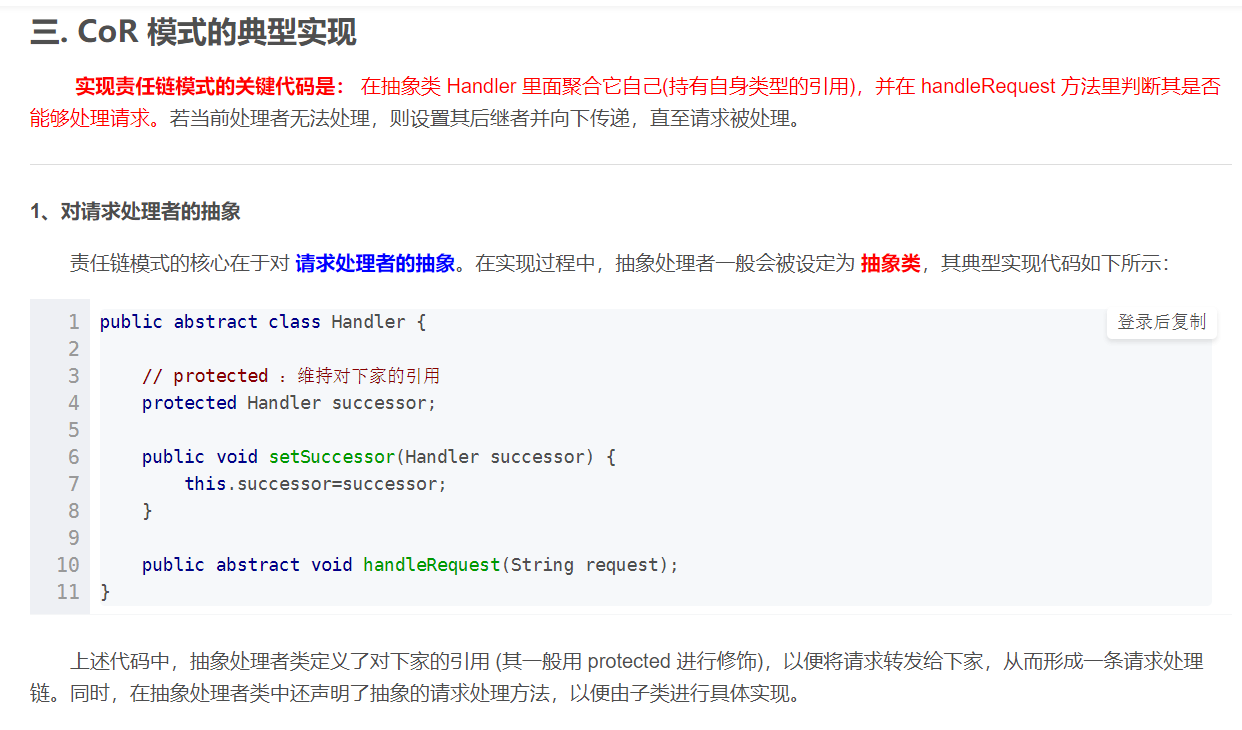 三. CoR 模式的典型实现
实现责任链模式的关键代码是： 在抽象类 Handler 里面聚合它自己(持有自身类型的引用)，并在 handleRequest 方法里判断其是否
能够处理请求。若当前处理者无法处理，则设置其后继者并向下传递，直至请求被处理。
1、对请求处理者的抽象
责任链模式的核心在于对 请求处理者的抽象。在实现过程中，抽象处理者一般会被设定为 抽象类，其典型实现代码如下所示：
登录后复制
1 public abstract class Handler {
2
3     // protected ：维持对下家的引用
4     protected Handler successor;
5
6     public void setSuccessor(Handler successor) {
7         this.successor=successor;
8     }
9
10     public abstract void handleRequest(String request);
11 }
上述代码中，抽象处理者类定义了对下家的引用 (其一般用 protected 进行修饰)，以便将请求转发给下家，从而形成一条请求处理
链。同时，在抽象处理者类中还声明了抽象的请求处理方法，以便由子类进行具体实现。